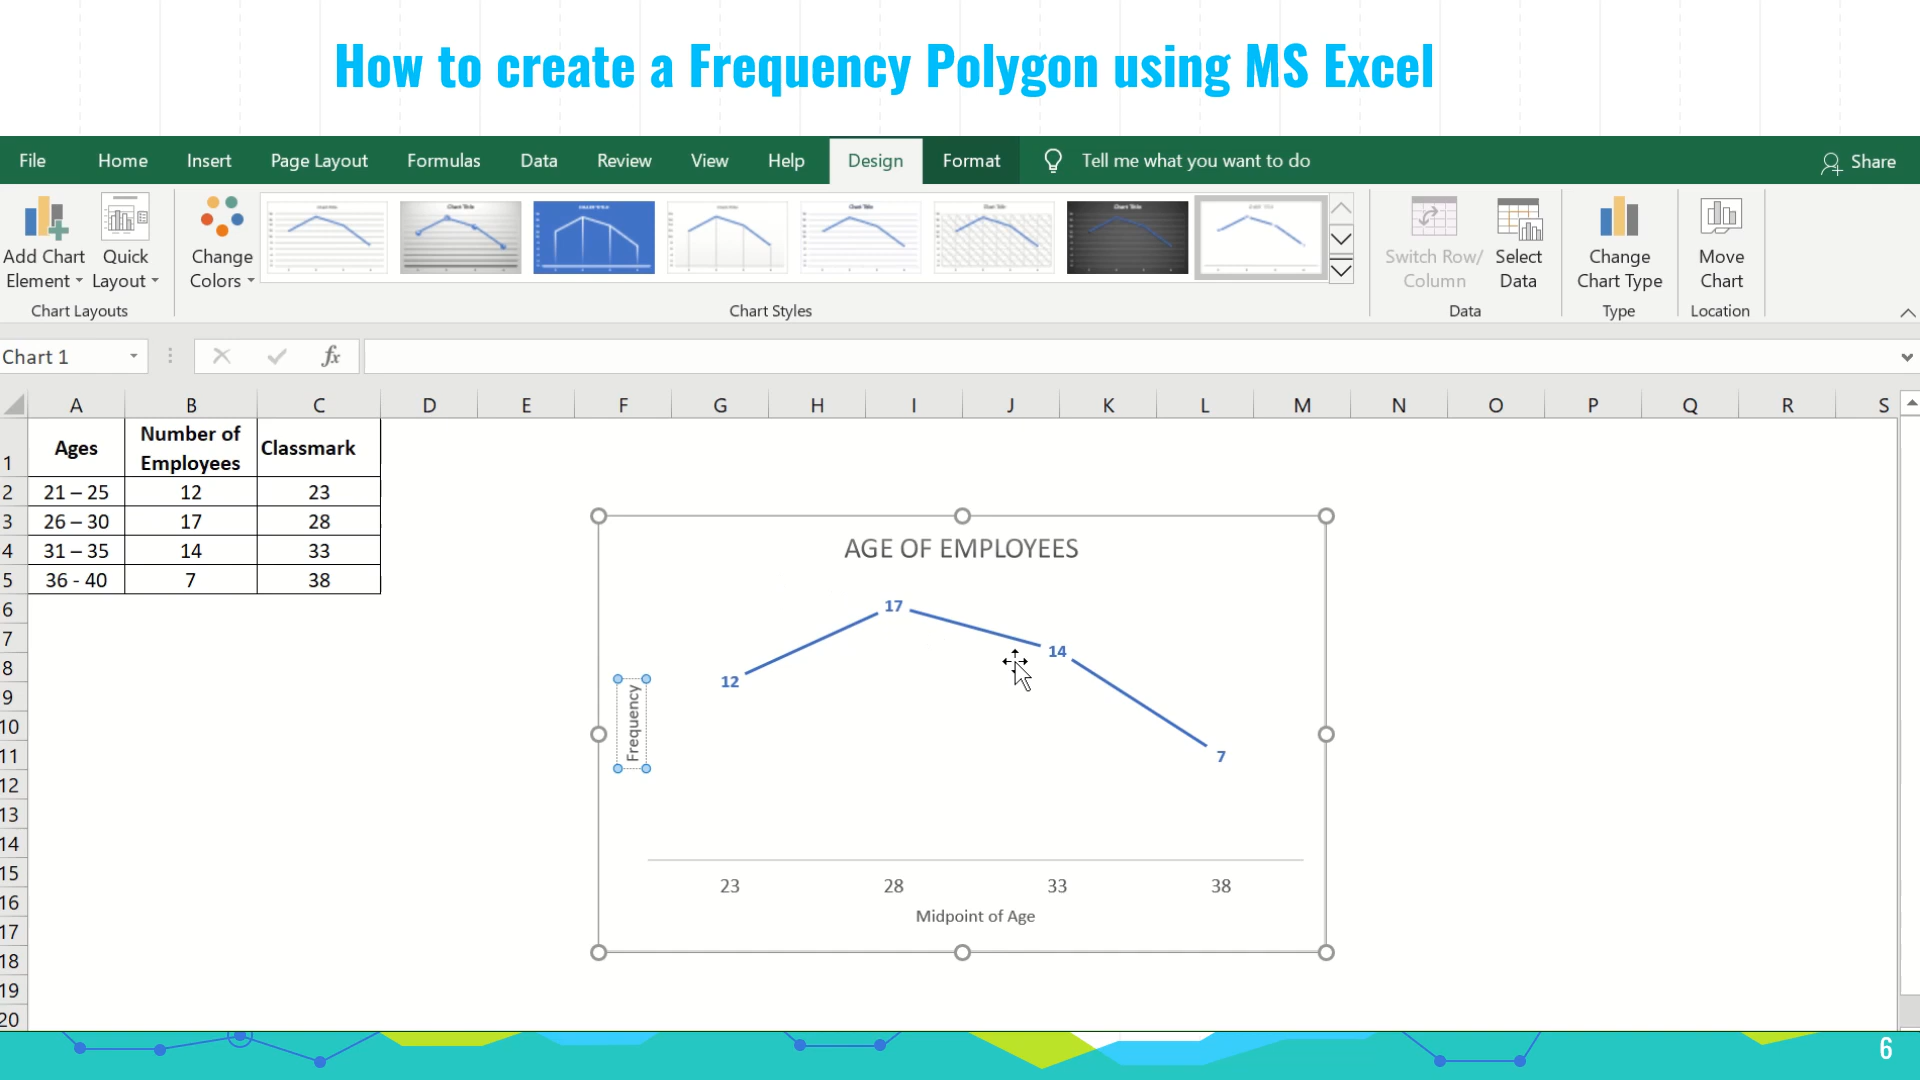 How to create a Frequency Polygon using MS Excel
File Home Insert Page Layout Formulas Data Review View Help Design Format Tell me what you want to do Share
Add Chart Element
Quick Layout
Change Colors
Switch Row/ Column
Select Data
Change Chart Type
Move Chart
Chart Layouts Chart Styles Data Type Location
Chart 1 fx
A B C D E F G H I J K L M N O P Q R S
1 Ages Number of Employees Classmark
2 21 – 25 12 23
3 26 – 30 17 28
4 31 – 35 14 33
5 36 - 40 7 38
6
7
8
9
10
11
12
13
14
15
16
17
18
19
20
AGE OF EMPLOYEES
17
14
12
7
Frequency
23 28 33 38
Midpoint of Age
6